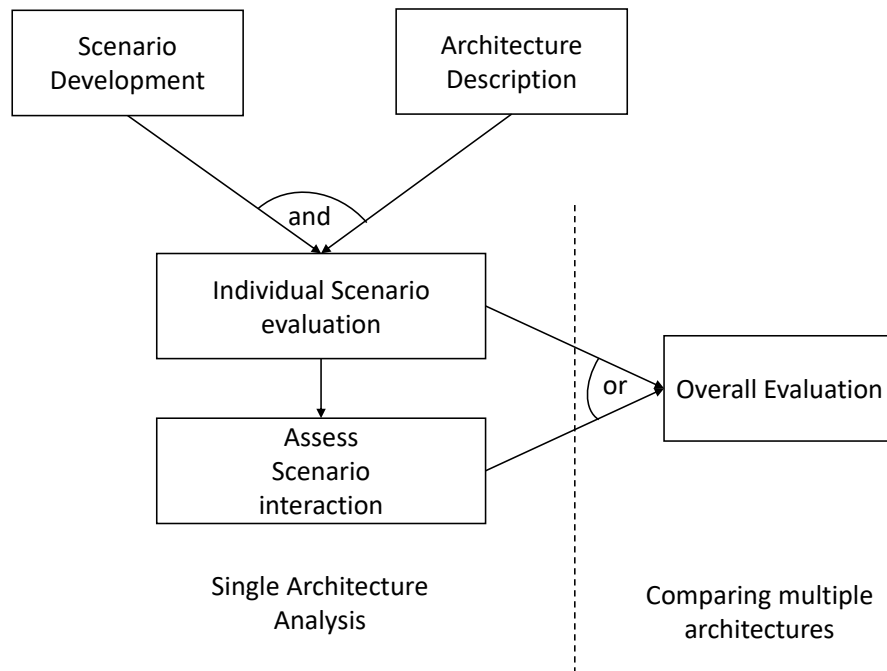 Scenario
Development
Architecture
Description
and
Individual Scenario
evaluation
or
Overall Evaluation
Assess
Scenario
interaction
Single Architecture
Analysis
Comparing multiple
architectures